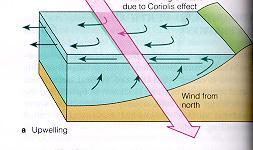 due to Coriolis effect
Wind from
north
a Upwelling